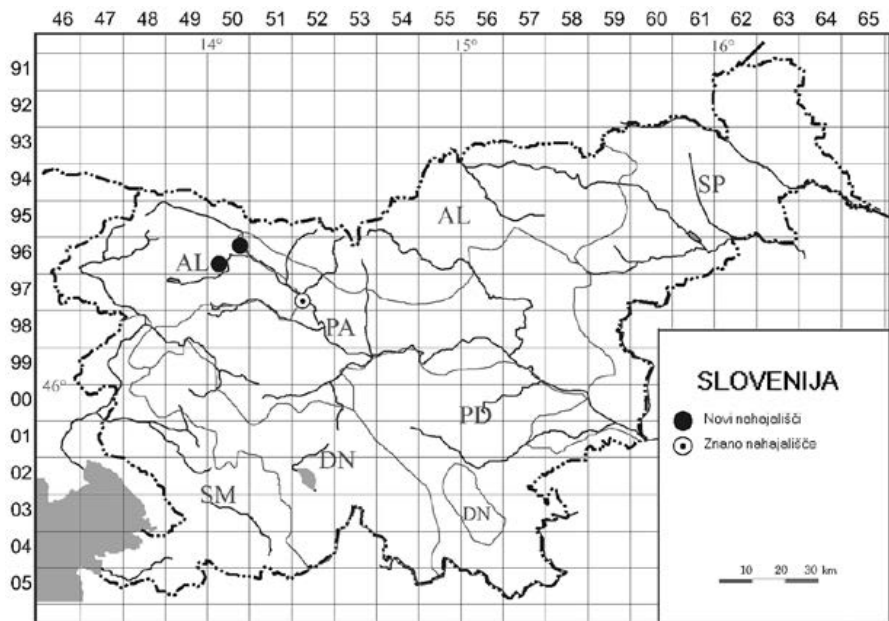 46 47 48 49 50 51 52 53 54 55 56 57 58 59 60 61 62 63 64 65
14° 15° 16°
91
92
93
94
95
96
97
98
99
46°
00
01
02
03
04
05
SP
AL
AL
PA
PD
DN
SM
DN
SLOVENIJA
Novi nahajališči
Znano nahajališče
10 20 30 km